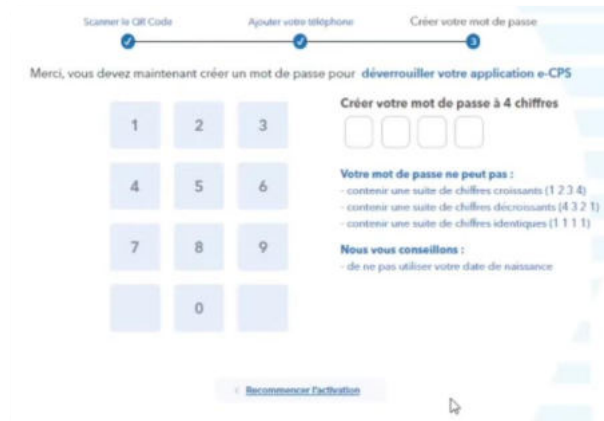 Scanner le QR Code
Ajouter votre téléphone
Créer votre mot de passe
3
Merci, vous devez maintenant créer un mot de passe pour déverrouiller votre application e-CPS
1 2 3
4 5 6
7 8 9
0
Créer votre mot de passe à 4 chiffres
Votre mot de passe ne peut pas :
- contenir une suite de chiffres croissants (1 2 3 4)
- contenir une suite de chiffres décroissants (4 3 2 1)
- contenir une suite de chiffres identiques (1 1 1 1)
Nous vous conseillons :
- de ne pas utiliser votre date de naissance
< Recommencer l'activation